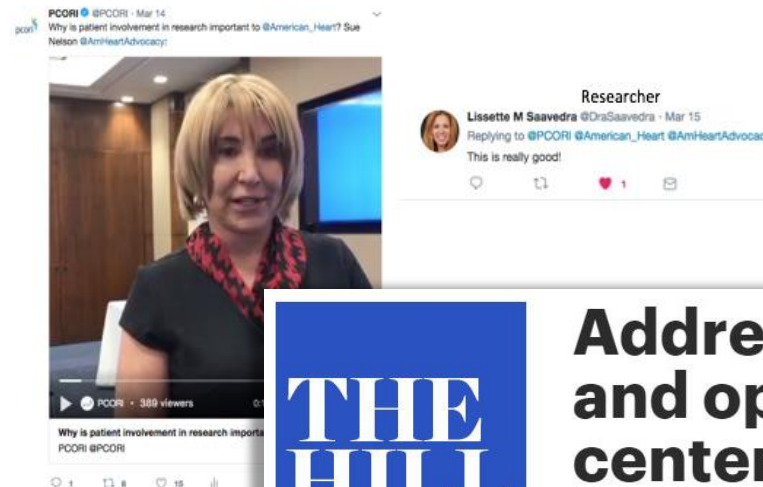 PCORI @PCORI · Mar 14
Why is patient involvement in research important to @American_Heart? Sue
Nelson @AmHeartAdvocacy:
PCORI · 389 viewers
Why is patient involvement in research importa
PCORI @PCORI
1 8 15
Researcher
Lissette M Saavedra @DraSaavedra · Mar 15
Replying to @PCORI @American_Heart @AmHeartAdvocac
This is really good!
1
THE
HILL
Addre
and op
center